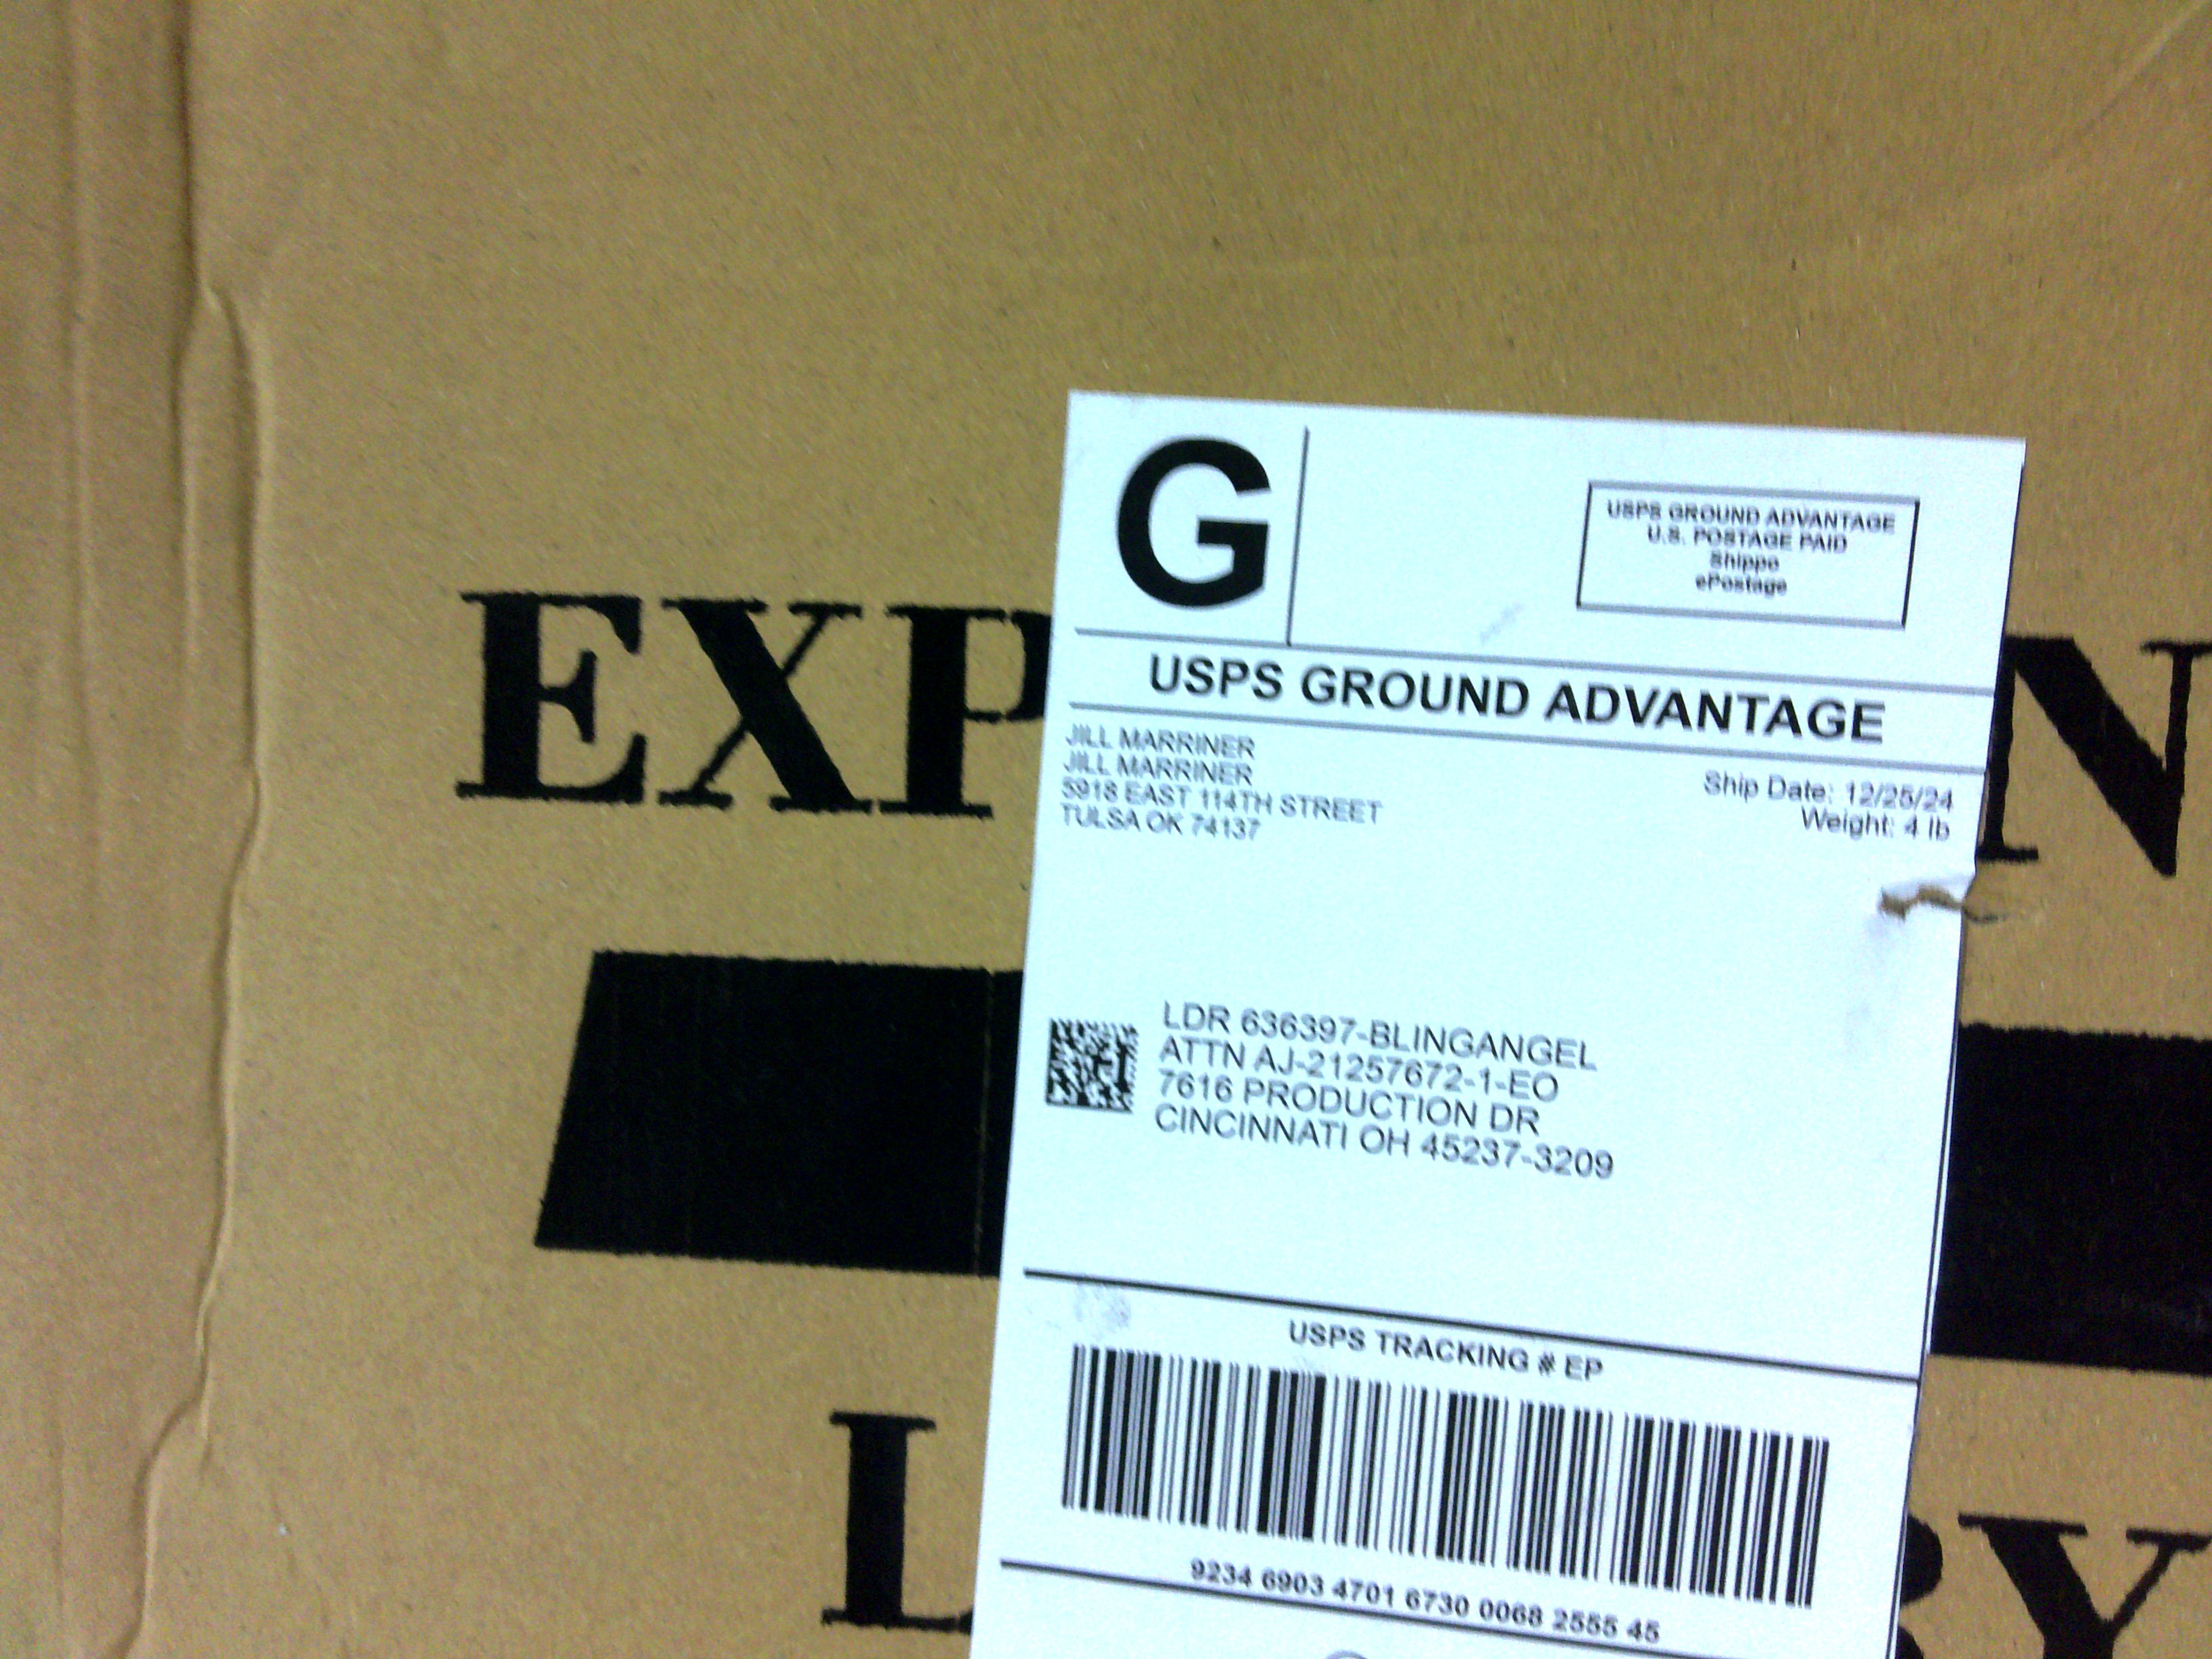 G
USPS GROUND ADVANTAGE
U.S. POSTAGE PAID
Shippo
ePostage
USPS GROUND ADVANTAGE
JILL MARRINER
JILL MARRINER
5918 EAST 114TH STREET
TULSA OK 74137
Ship Date: 12/25/24
Weight: 4 lb
LDR 636397-BLINGANGEL
ATTN AJ-21257672-1-EO
7616 PRODUCTION DR
CINCINNATI OH 45237-3209
USPS TRACKING # EP
9234 6903 4701 6730 0068 2555 45